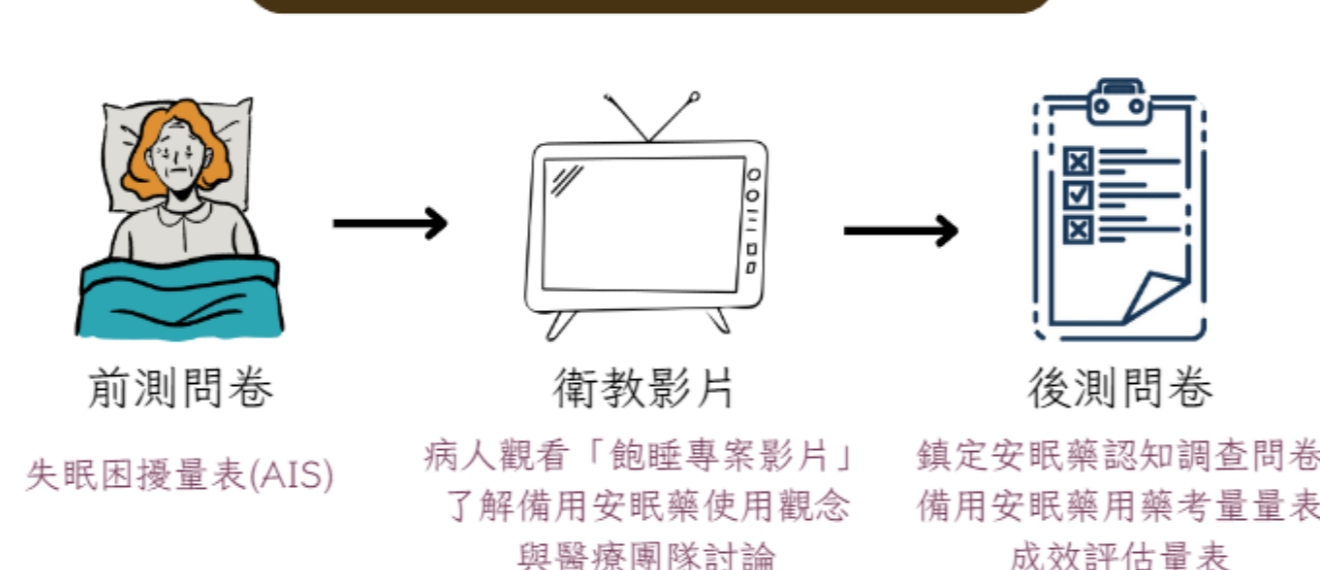 前測問卷
失眠困擾量表(AIS)
衛教影片
病人觀看「飽睡專案影片」
了解備用安眠藥使用觀念
與醫療團隊討論
後測問卷
鎮定安眠藥認知調查問卷
備用安眠藥用藥考量量表
成效評估量表